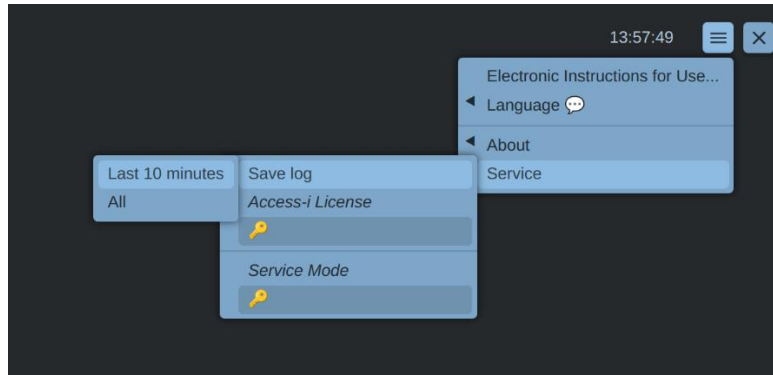 13:57:49
Electronic Instructions for Use...
Language
About
Service
Save log
Access-i License
Service Mode
Last 10 minutes
All